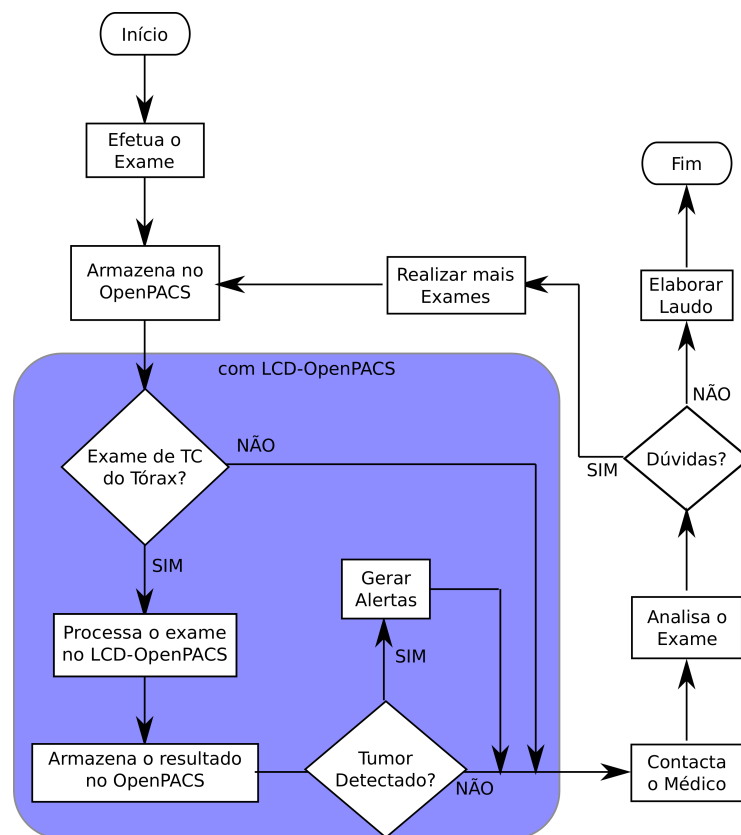 Início
Efetua o
Exame
Armazena no
OpenPACS
Realizar mais
Exames
Fim
Elaborar
Laudo
com LCD-OpenPACS
NÃO
Dúvidas?
SIM
Exame de TC
do Tórax?
NÃO
SIM
Gerar
Alertas
SIM
Processa o exame
no LCD-OpenPACS
Analisa o
Exame
Armazena o resultado
no OpenPACS
Tumor
Detectado?
NÃO
Contacta
o Médico